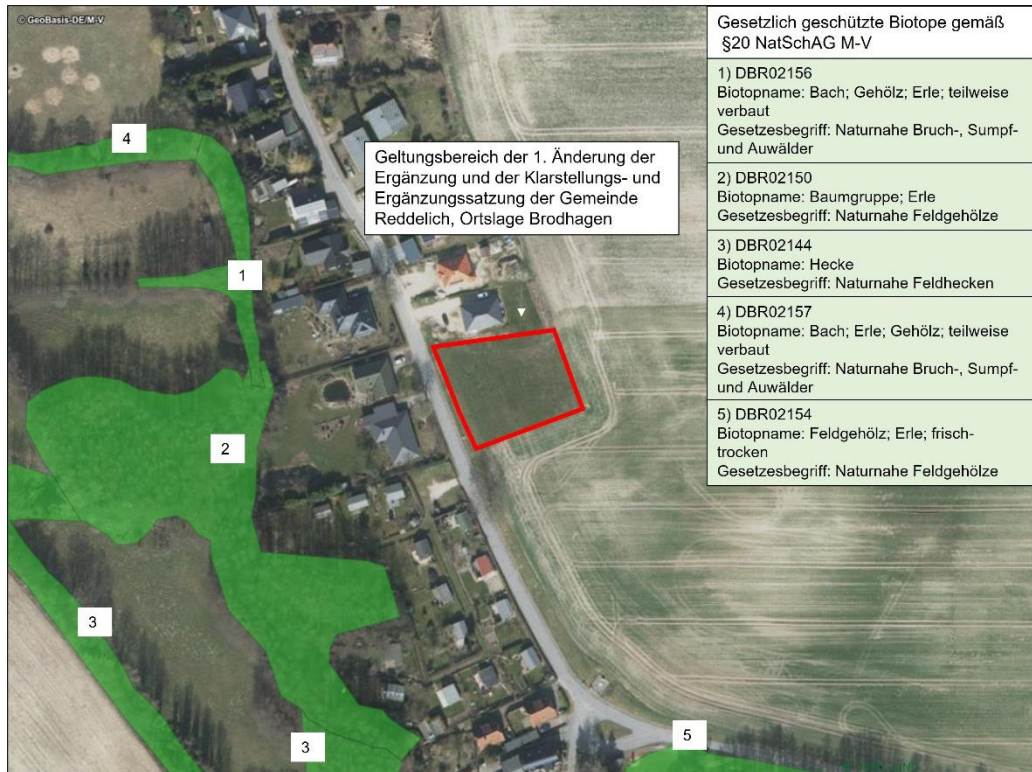 © GeoBasis-DE/M-V
Gesetzlich geschützte Biotope gemäß
§20 NatSchAG M-V
1) DBR02156
Biotopname: Bach; Gehölz; Erle; teilweise
verbaut
Gesetzesbegriff: Naturnahe Bruch-, Sumpf-
und Auwälder
2) DBR02150
Biotopname: Baumgruppe; Erle
Gesetzesbegriff: Naturnahe Feldgehölze
3) DBR02144
Biotopname: Hecke
Gesetzesbegriff: Naturnahe Feldhecken
4) DBR02157
Biotopname: Bach; Erle; Gehölz; teilweise
verbaut
Gesetzesbegriff: Naturnahe Bruch-, Sumpf-
und Auwälder
5) DBR02154
Biotopname: Feldgehölz; Erle; frisch-
trocken
Gesetzesbegriff: Naturnahe Feldgehölze
Geltungsbereich der 1. Änderung der
Ergänzung und der Klarstellungs- und
Ergänzungssatzung der Gemeinde
Reddelich, Ortslage Brodhagen
4
1
2
3
3
5